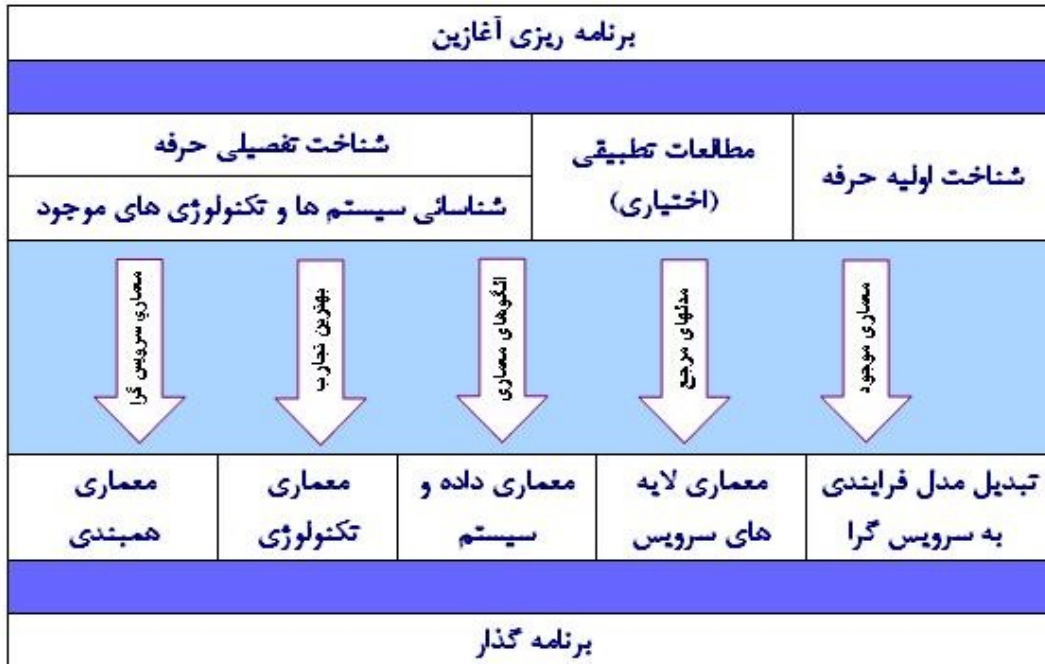 برنامه ریزی آغازین
شناخت اولیه حرفه
مطالعات تطبیقی
(اختیاری)
شناخت تفصیلی حرفه
شناسائی سیستم ها و تکنولوژی های موجود
معماری موجود
مدلهای مرجع
الگوهای معماری
بهترین تجارب
معماری سرویس گرا
تبدیل مدل فرایندی
به سرویس گرا
معماری لایه
های سرویس
معماری داده و
سیستم
معماری
تکنولوژی
معماری
همبندی
برنامه گذار